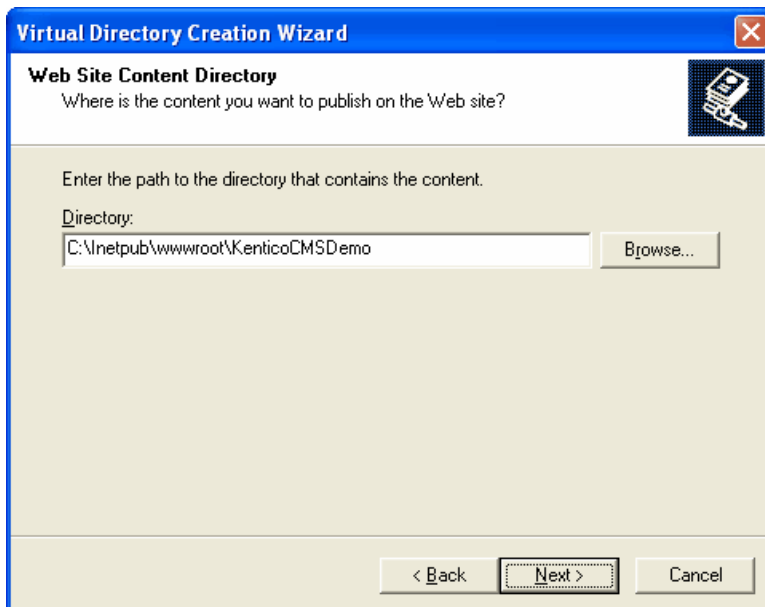 Virtual Directory Creation Wizard
Web Site Content Directory
Where is the content you want to publish on the Web site?
Enter the path to the directory that contains the content.
Directory:
C:\Inetpub\wwwroot\KenticoCMSDemo
Browse...
< Back
Next >
Cancel